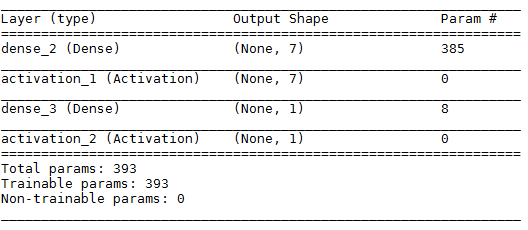 _________________________________________________________________
Layer (type)                 Output Shape              Param #
=================================================================
dense_2 (Dense)              (None, 7)                 385
_________________________________________________________________
activation_1 (Activation)    (None, 7)                 0
_________________________________________________________________
dense_3 (Dense)              (None, 1)                 8
_________________________________________________________________
activation_2 (Activation)    (None, 1)                 0
=================================================================
Total params: 393
Trainable params: 393
Non-trainable params: 0
_________________________________________________________________